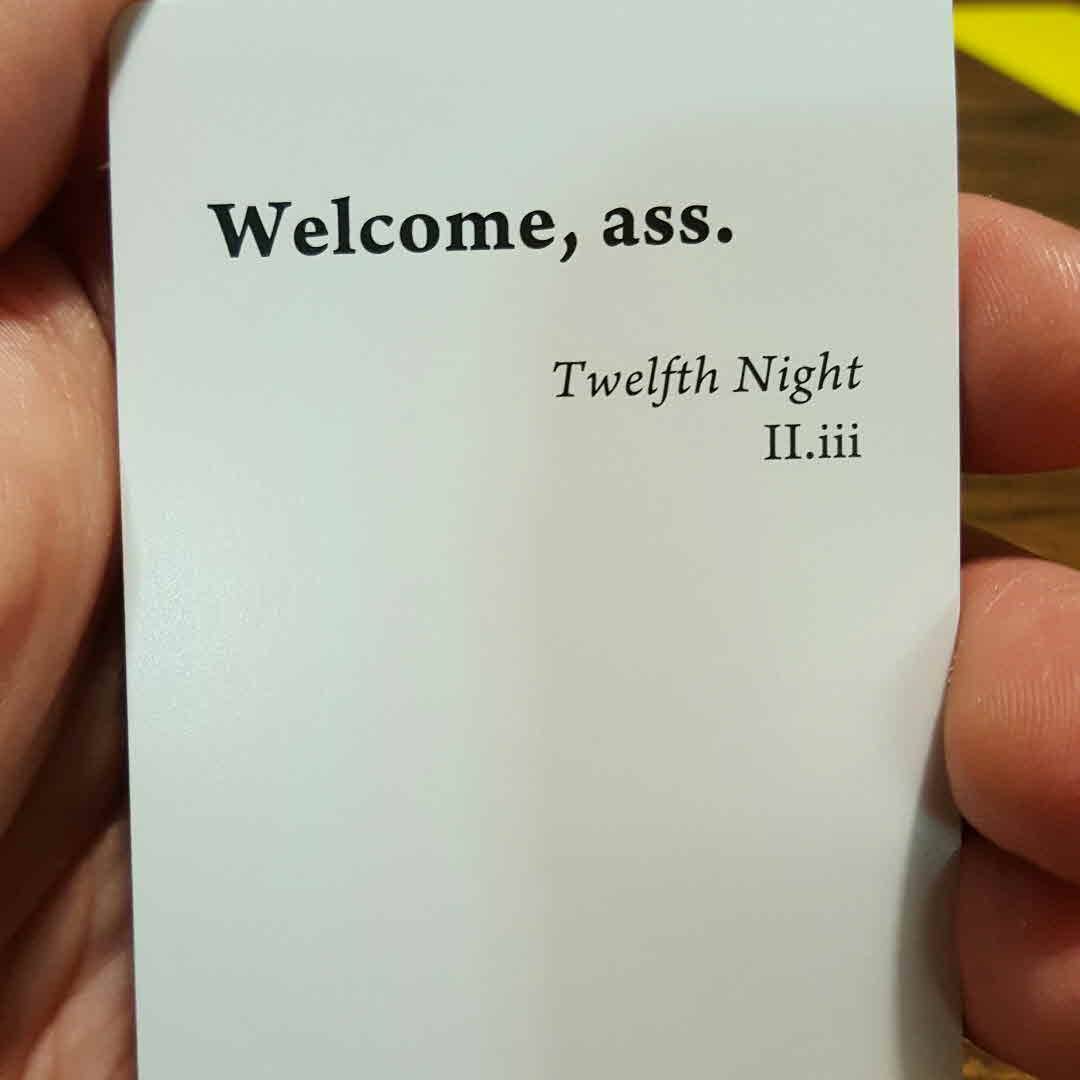 Welcome, ass.
Twelfth Night
II.iii